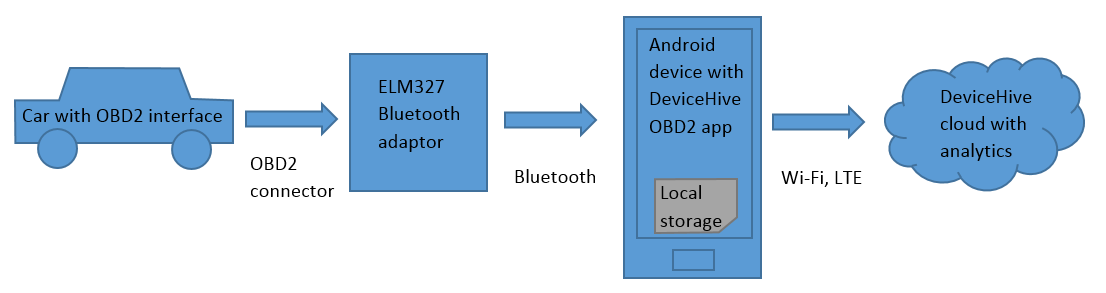 Car with OBD2 interface
OBD2
connector
ELM327
Bluetooth
adaptor
Bluetooth
Android
device with
DeviceHive
OBD2 app
Local
storage
Wi-Fi, LTE
DeviceHive
cloud with
analytics